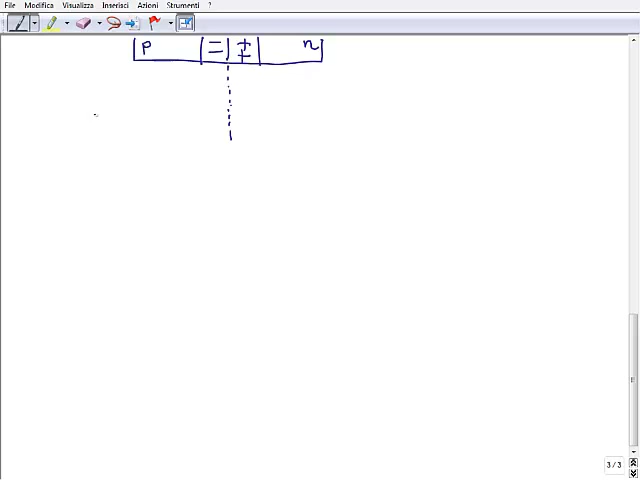 File Modifica Visualizza Inserisci Azioni Strumenti ?
p = ++ n
3 / 3